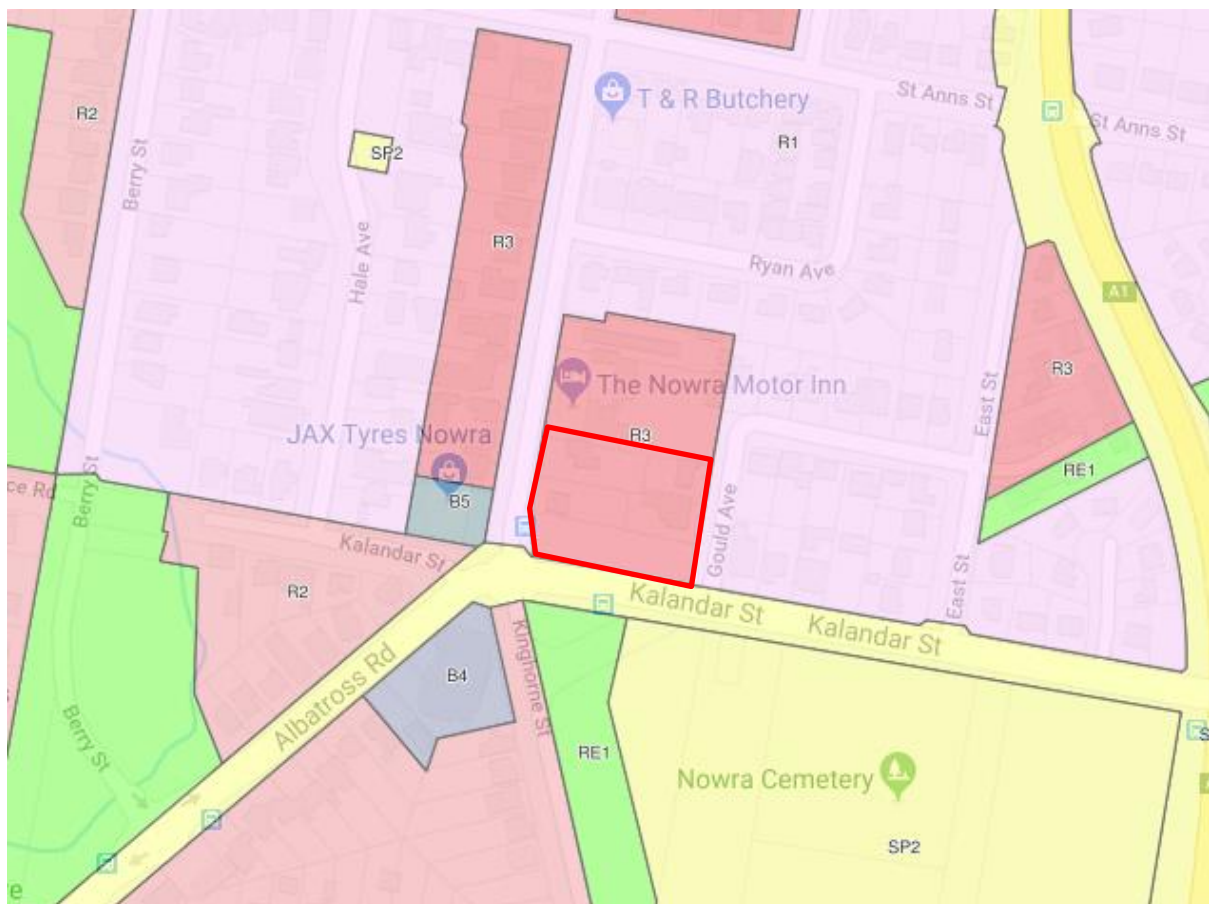 T & R Butchery
St Anns St
St Anns St
R2
R1
Berry St
SP2
R3
Ryan Ave
Hale Ave
A1
R3
The Nowra Motor Inn
East St
JAX Tyres Nowra
R3
RE1
ce Rd
Berry St
B5
Gould Ave
Kalandar St
East St
R2
Kalandar St
Kalandar St
Kinghorne St
B4
Albatross Rd
Berry St
RE1
Nowra Cemetery
SP2
e